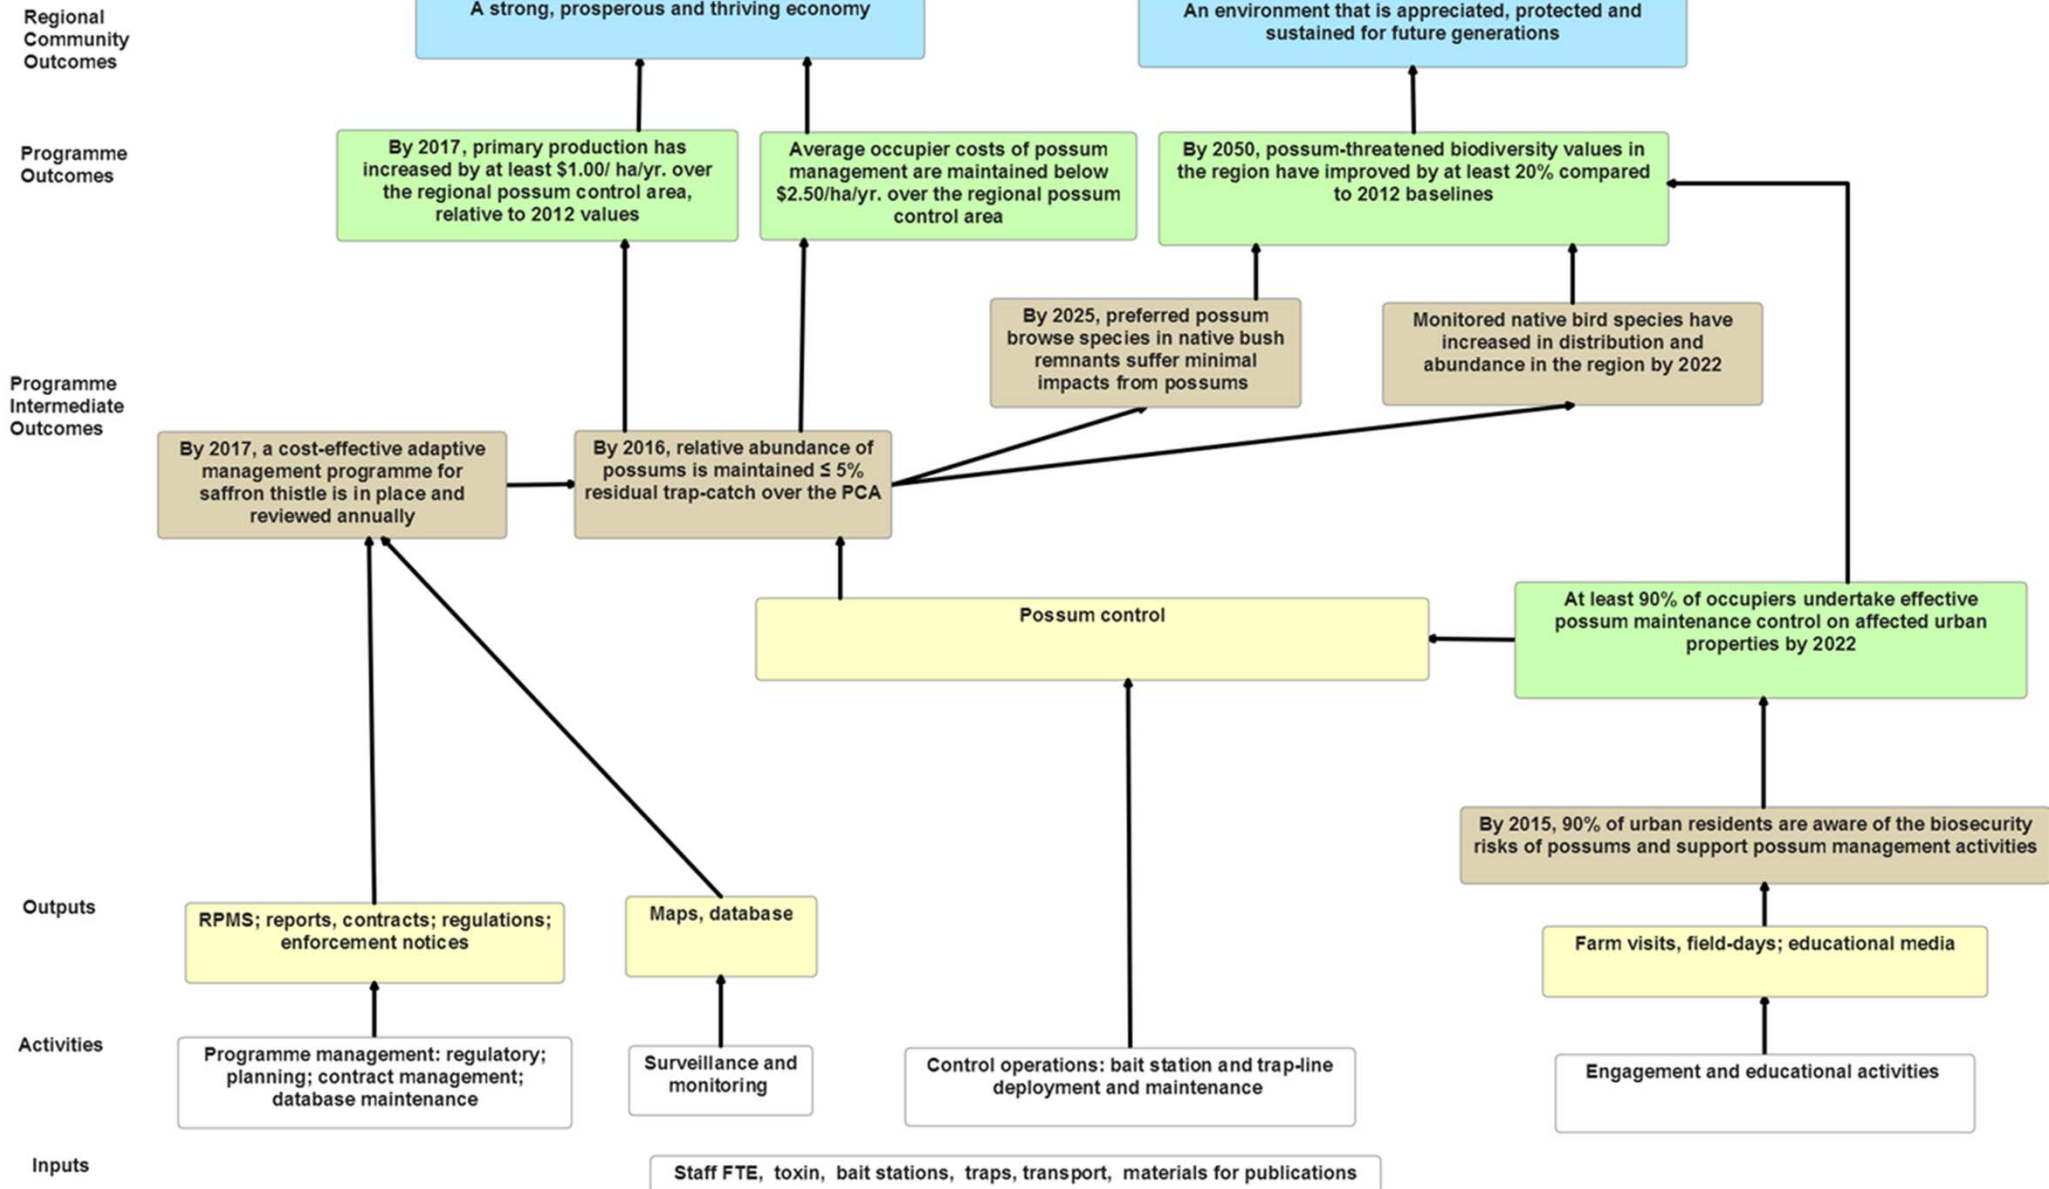 Regional
Community
Outcomes
A strong, prosperous and thriving economy
An environment that is appreciated, protected and
sustained for future generations
Programme
Outcomes
By 2017, primary production has
increased by at least $1.00/ ha/yr. over
the regional possum control area,
relative to 2012 values
Average occupier costs of possum
management are maintained below
$2.50/ha/yr. over the regional possum
control area
By 2050, possum-threatened biodiversity values in
the region have improved by at least 20% compared
to 2012 baselines
Programme
Intermediate
Outcomes
By 2025, preferred possum
browse species in native bush
remnants suffer minimal
impacts from possums
Monitored native bird species have
increased in distribution and
abundance in the region by 2022
By 2017, a cost-effective adaptive
management programme for
saffron thistle is in place and
reviewed annually
By 2016, relative abundance of
possums is maintained ≤ 5%
residual trap-catch over the PCA
Possum control
At least 90% of occupiers undertake effective
possum maintenance control on affected urban
properties by 2022
By 2015, 90% of urban residents are aware of the biosecurity
risks of possums and support possum management activities
Outputs
RPMS; reports, contracts; regulations;
enforcement notices
Maps, database
Farm visits, field-days; educational media
Activities
Programme management: regulatory;
planning; contract management;
database maintenance
Surveillance and
monitoring
Control operations: bait station and trap-line
deployment and maintenance
Engagement and educational activities
Inputs
Staff FTE, toxin, bait stations, traps, transport, materials for publications